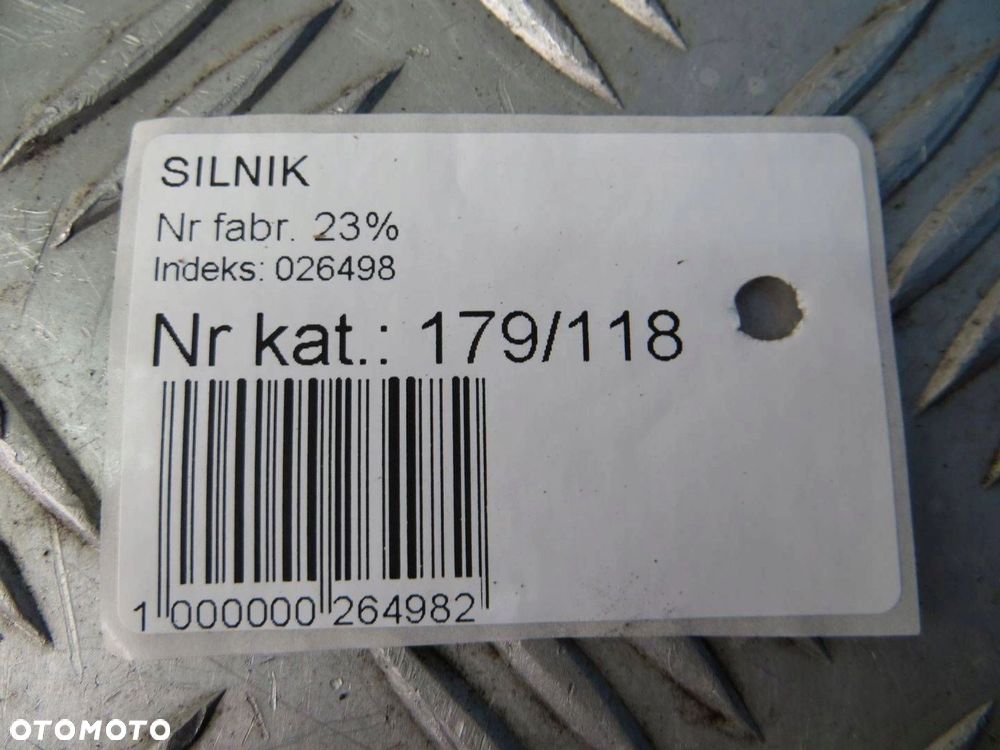 SILNIK
Nr fabr. 23%
Indeks: 026498
Nr kat.: 179/118
1 000000 264982
OTOMOTO